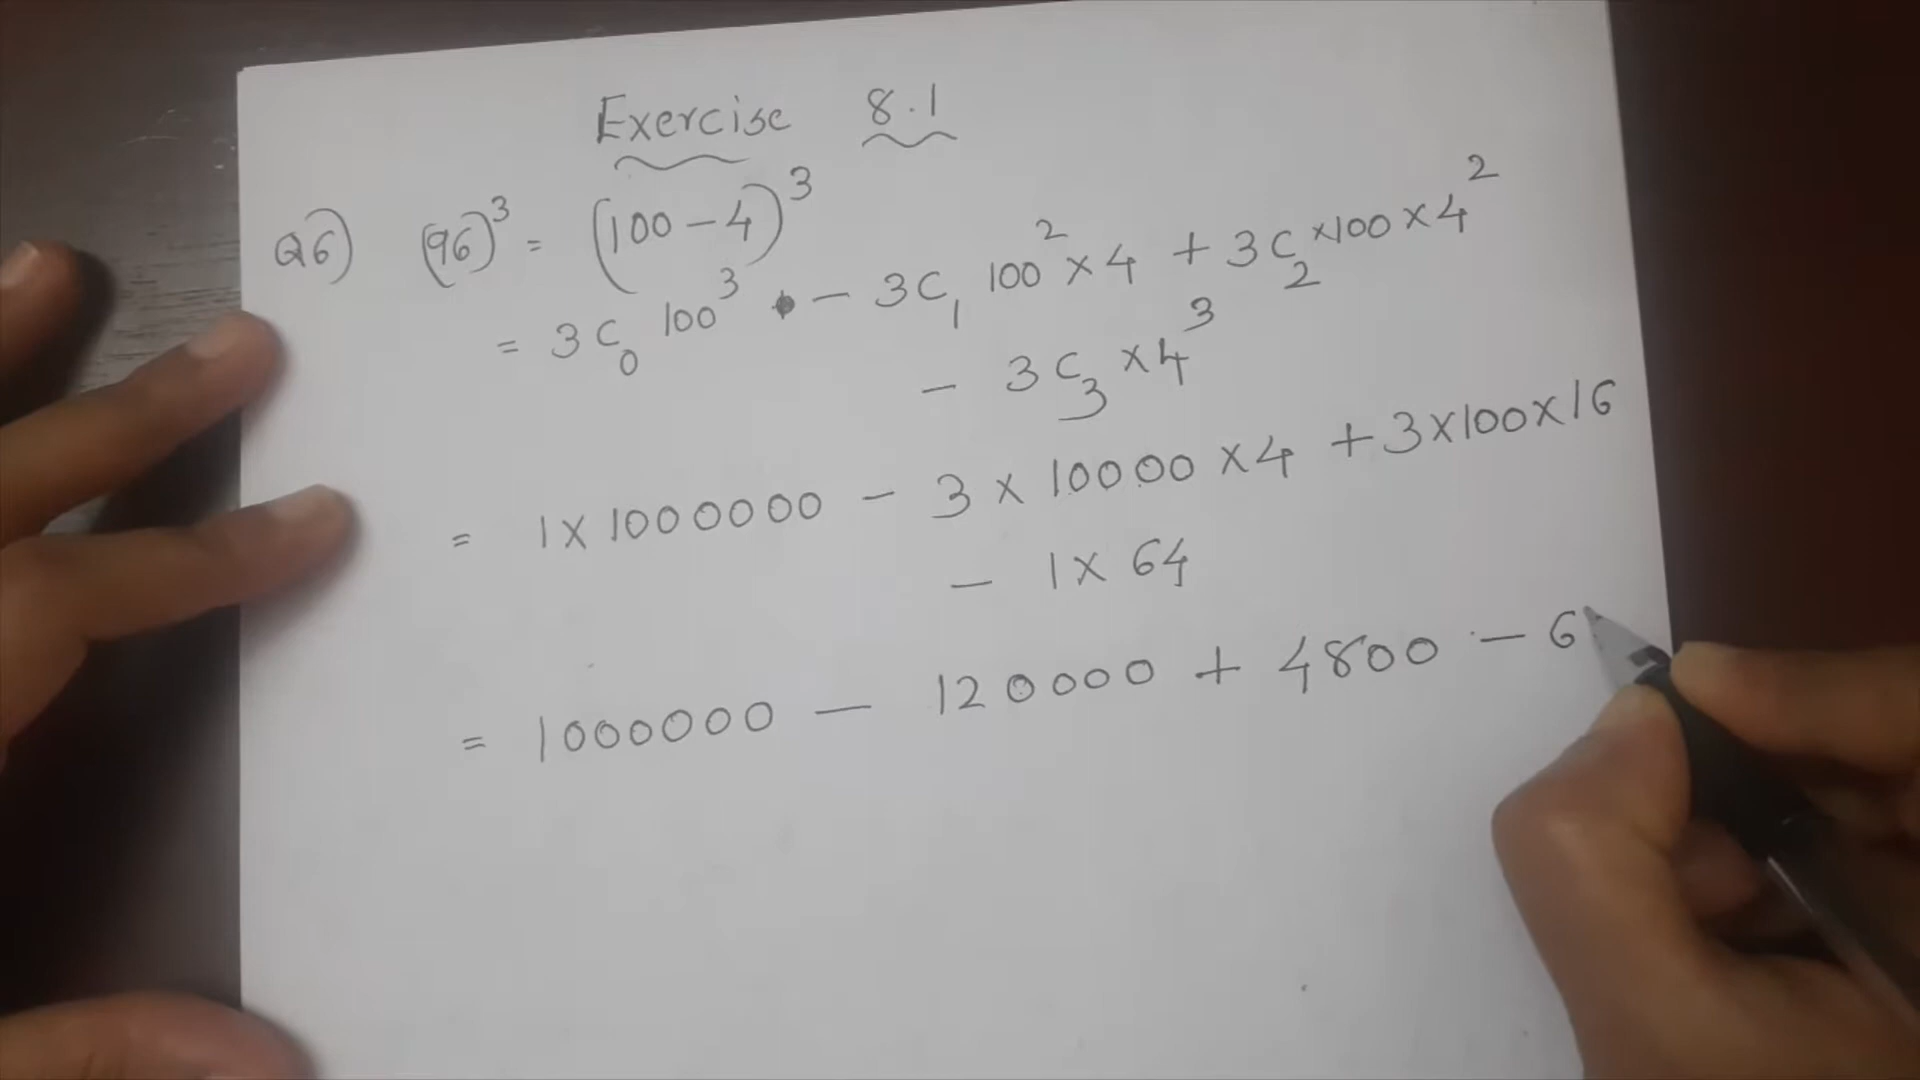 Exercise 8.1
Q6) (96)³ = (100-4)³
= 3C₀ 100³ - 3C₁ 100² × 4 + 3C₂ × 100 × 4²
- 3C₃ × 4³
= 1 × 1000000 - 3 × 10000 × 4 + 3 × 100 × 16
- 1 × 64
= 1000000 - 120000 + 4800 - 6